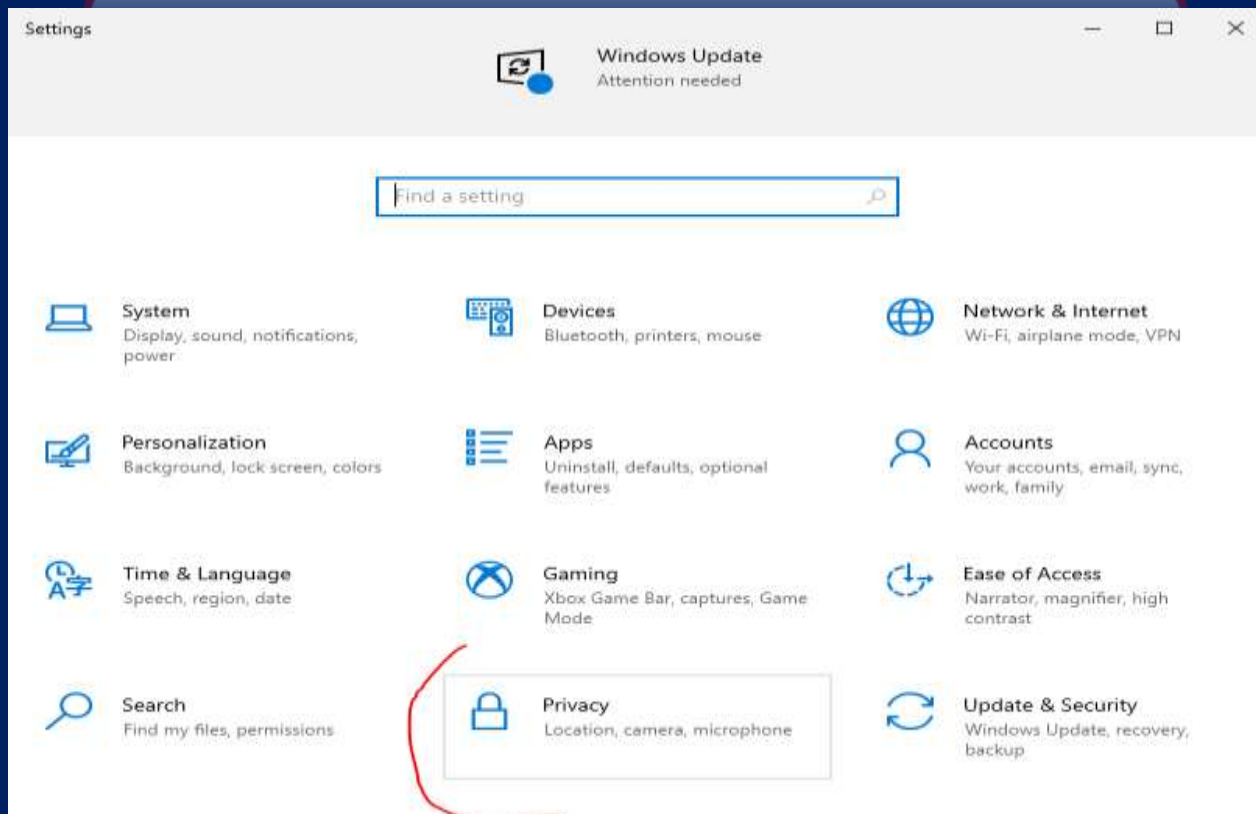 Settings
Windows Update
Attention needed
Find a setting
System
Display, sound, notifications,
power
Devices
Bluetooth, printers, mouse
Network & Internet
Wi-Fi, airplane mode, VPN
Personalization
Background, lock screen, colors
Apps
Uninstall, defaults, optional
features
Accounts
Your accounts, email, sync,
work, family
Time & Language
Speech, region, date
Gaming
Xbox Game Bar, captures, Game
Mode
Ease of Access
Narrator, magnifier, high
contrast
Search
Find my files, permissions
Privacy
Location, camera, microphone
Update & Security
Windows Update, recovery,
backup